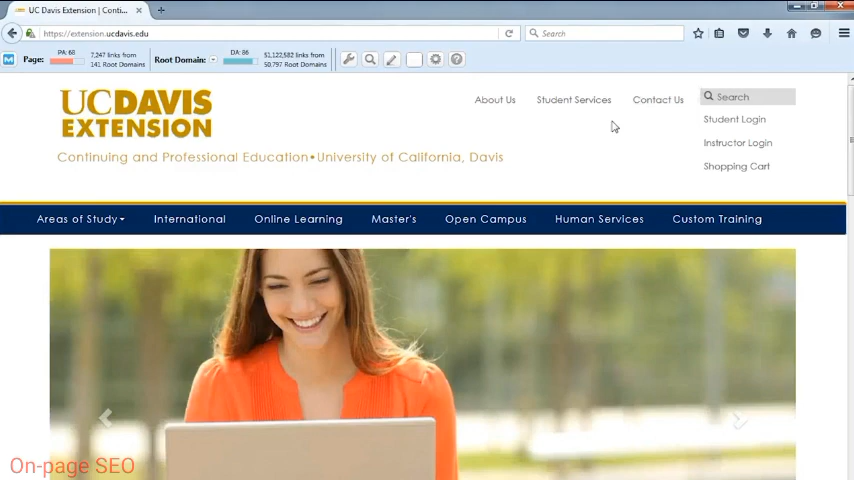 UC Davis Extension | Conti...
https://extension.ucdavis.edu
Search
Page:
PA: 68
7,247 links from
141 Root Domains
Root Domain:
DA: 86
51,122,582 links from
50,797 Root Domains
UCDAVIS
EXTENSION
Continuing and Professional Education•University of California, Davis
About Us
Student Services
Contact Us
Search
Student Login
Instructor Login
Shopping Cart
Areas of Study
International
Online Learning
Master's
Open Campus
Human Services
Custom Training
On-page SEO